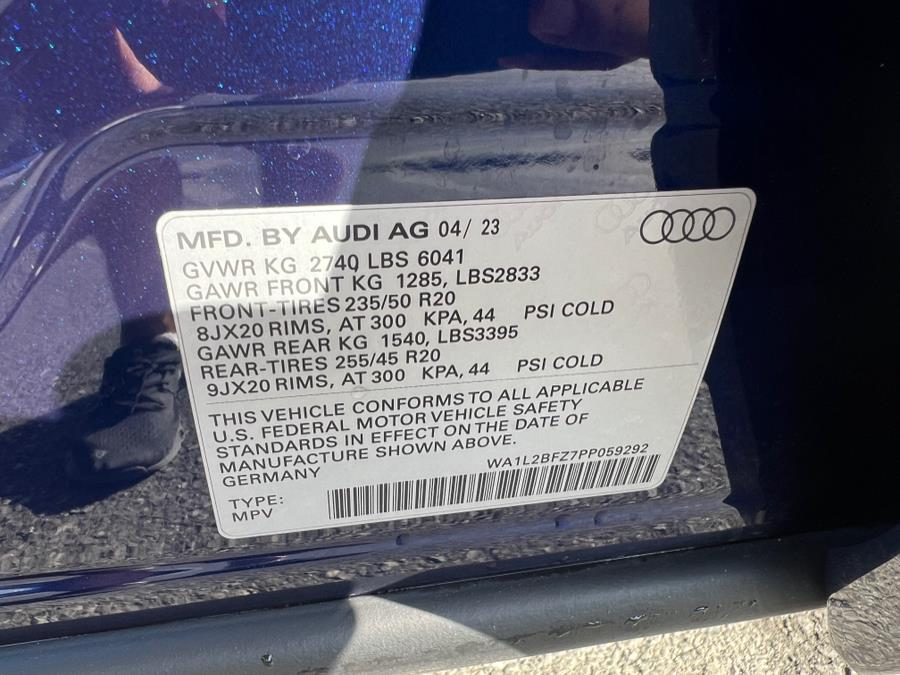 MFD. BY AUDI AG 04/ 23
GVWR KG 2740 LBS 6041
GAWR FRONT KG 1285, LBS2833
FRONT-TIRES 235/50 R20
8JX20 RIMS, AT 300 KPA, 44 PSI COLD
GAWR REAR KG 1540, LBS3395
REAR-TIRES 255/45 R20
9JX20 RIMS, AT 300 KPA, 44 PSI COLD
THIS VEHICLE CONFORMS TO ALL APPLICABLE
U.S. FEDERAL MOTOR VEHICLE SAFETY
STANDARDS IN EFFECT ON THE DATE OF
MANUFACTURE SHOWN ABOVE.
GERMANY
WA1L2BFZ7PP059292
TYPE:
MPV